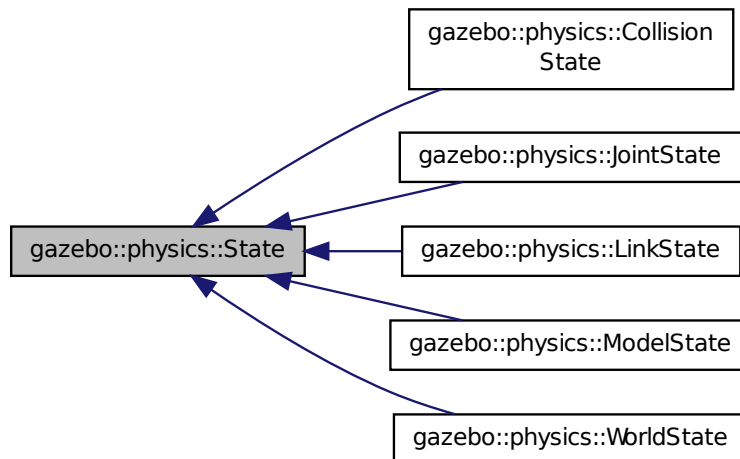 gazebo::physics::Collision
State
gazebo::physics::JointState
gazebo::physics::State
gazebo::physics::LinkState
gazebo::physics::ModelState
gazebo::physics::WorldState